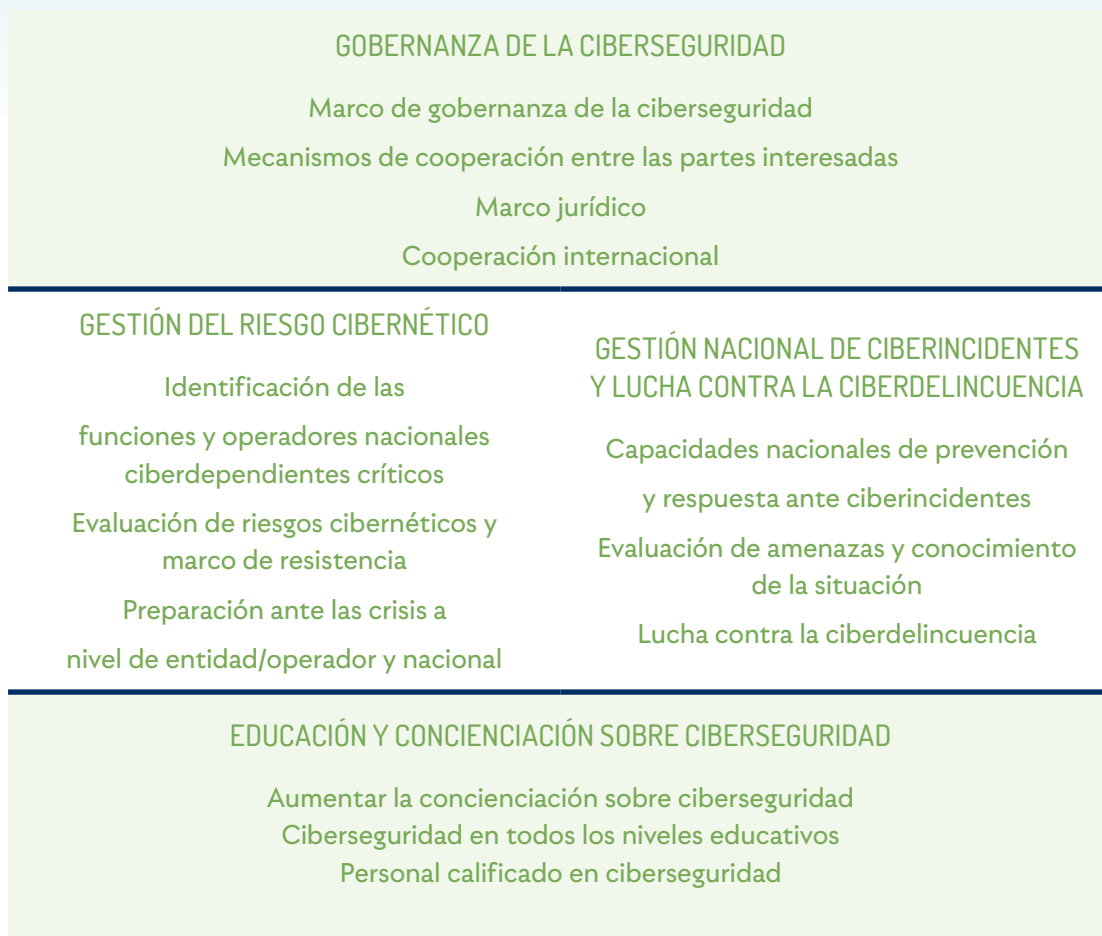 GOBERNANZA DE LA CIBERSEGURIDAD
Marco de gobernanza de la ciberseguridad
Mecanismos de cooperación entre las partes interesadas
Marco jurídico
Cooperación internacional
GESTIÓN DEL RIESGO CIBERNÉTICO
Identificación de las
funciones y operadores nacionales
ciberdependientes críticos
Evaluación de riesgos cibernéticos y
marco de resistencia
Preparación ante las crisis a
nivel de entidad/operador y nacional
GESTIÓN NACIONAL DE CIBERINCIDENTES
Y LUCHA CONTRA LA CIBERDELINCUENCIA
Capacidades nacionales de prevención
y respuesta ante ciberincidentes
Evaluación de amenazas y conocimiento
de la situación
Lucha contra la ciberdelincuencia
EDUCACIÓN Y CONCIENCIACIÓN SOBRE CIBERSEGURIDAD
Aumentar la concienciación sobre ciberseguridad
Ciberseguridad en todos los niveles educativos
Personal calificado en ciberseguridad